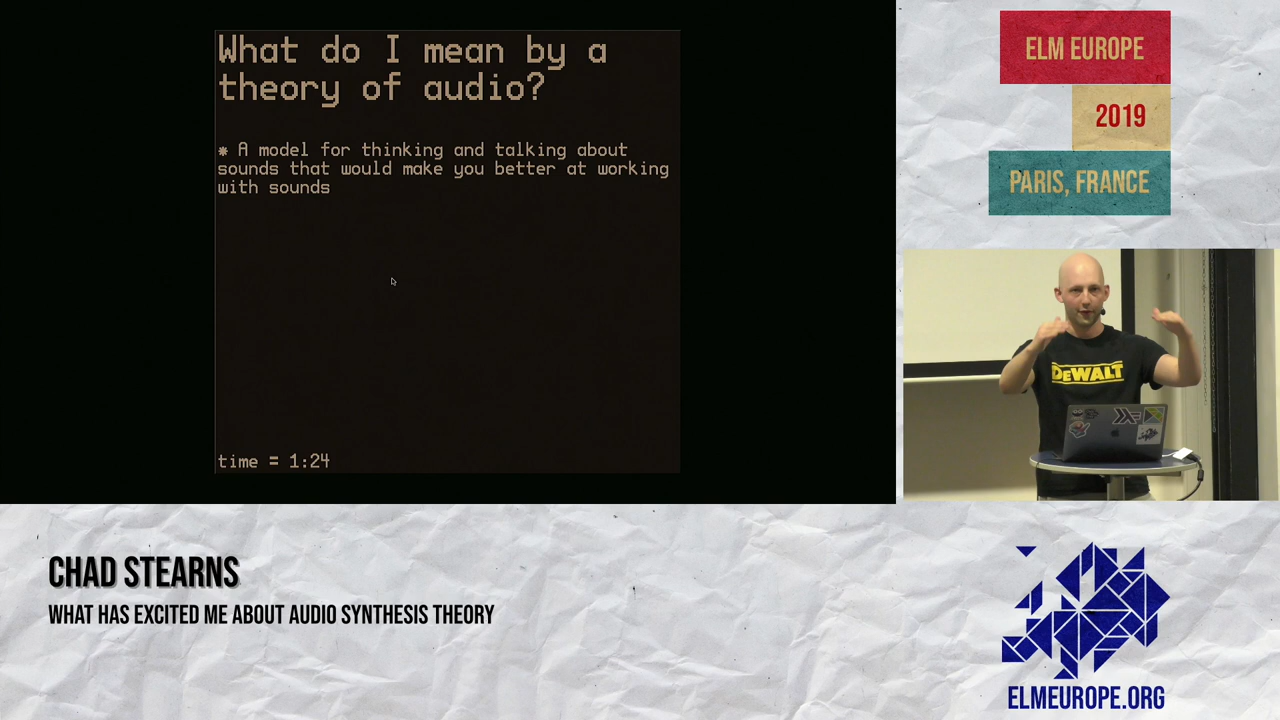 What do I mean by a
theory of audio?
* A model for thinking and talking about
sounds that would make you better at working
with sounds
time = 1:24
ELM EUROPE
2019
PARIS, FRANCE
DEWALT
CHAD STEARNS
WHAT HAS EXCITED ME ABOUT AUDIO SYNTHESIS THEORY
ELMEUROPE.ORG